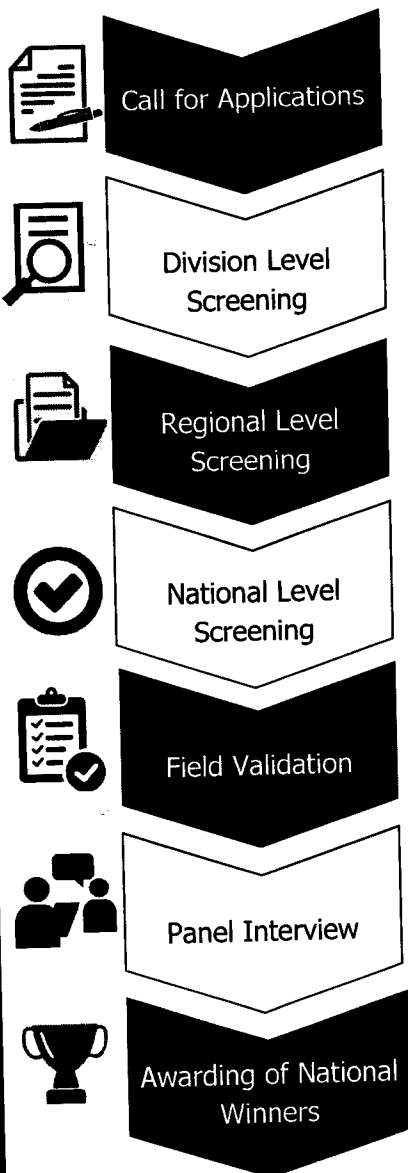 Call for Applications
Division Level
Screening
Regional Level
Screening
National Level
Screening
Field Validation
Panel Interview
Awarding of National
Winners